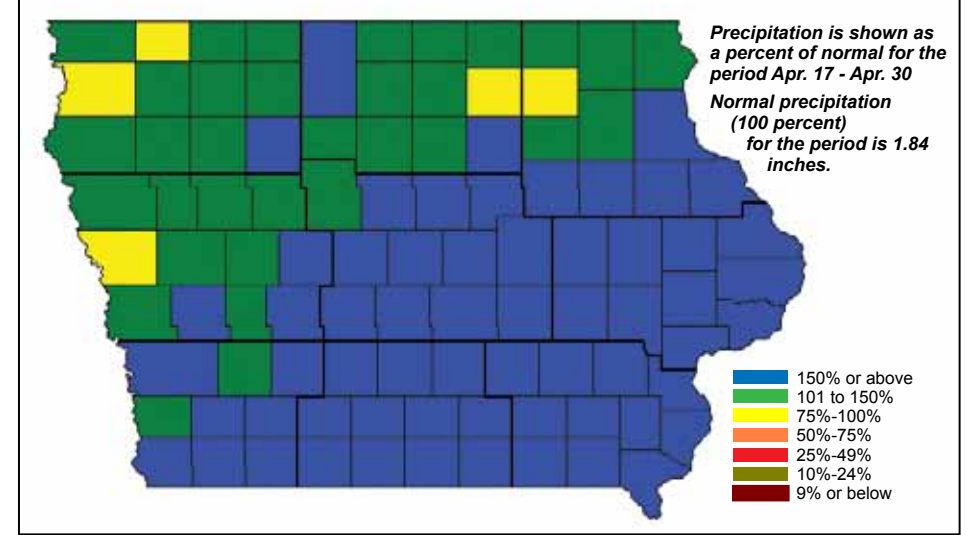 Precipitation is shown as
a percent of normal for the
period Apr. 17 - Apr. 30
Normal precipitation
(100 percent)
for the period is 1.84
inches.
150% or above
101 to 150%
75%-100%
50%-75%
25%-49%
10%-24%
9% or below